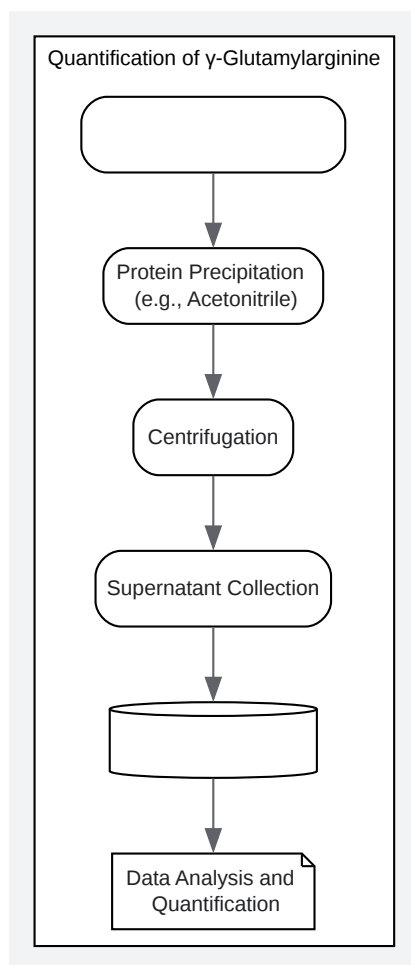 Quantification of γ-Glutamylarginine
Protein Precipitation
(e.g., Acetonitrile)
Centrifugation
Supernatant Collection
Data Analysis and
Quantification